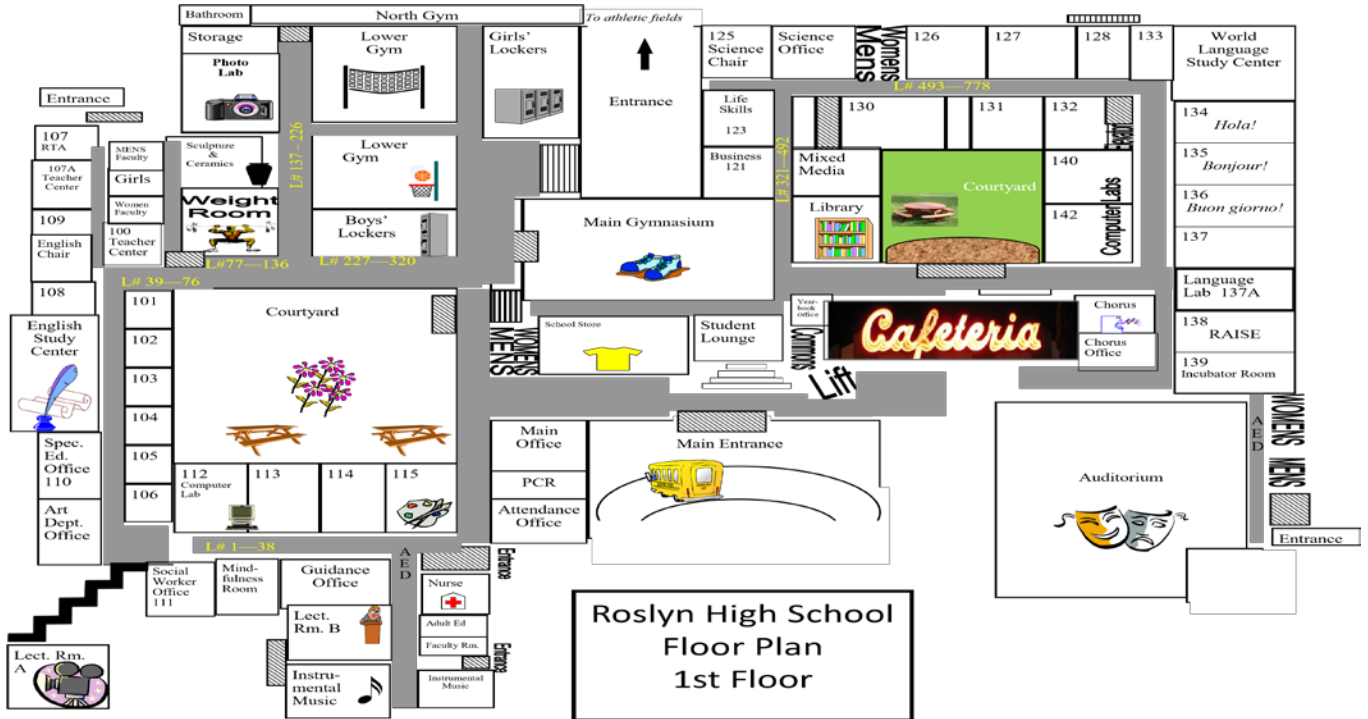 Bathroom
North Gym
To athletic fields
Storage
Lower
Gym
Girls'
Lockers
125
Science
Chair
Science
Office
Mens
Womens
126
127
128
133
World
Language
Study Center
Photo
Lab
Entrance
L# 493—778
Entrance
Life
Skills
123
130
131
132
Elevator
134
Hola!
107
RTA
MENS
Faculty
Sculpture
&
Ceramics
L# 137 - 226
Lower
Gym
Business
121
L# 321—492
Mixed
Media
Courtyard
140
135
Bonjour!
107A
Teacher
Center
Girls
Women
Faculty
Weight
Room
Boys'
Lockers
Main Gymnasium
Library
142
Computer Labs
136
Buon giorno!
109
100
Teacher
Center
137
English
Chair
L#77—136
L# 227—320
108
L# 39—76
Language
Lab 137A
101
Courtyard
Year-
book
office
Cafeteria
Chorus
English
Study
Center
102
MENS
WOMENS
School Store
Student
Lounge
Commons
Lift
Chorus
Office
138
RAISE
103
139
Incubator Room
104
Main
Office
Main Entrance
AED
WOMENS
MENS
Spec.
Ed.
Office
110
105
112
Computer
Lab
113
114
115
PCR
Auditorium
106
Art
Dept.
Office
Attendance
Office
Entrance
L# 1—38
AED
Entrance
Social
Worker
Office
111
Mind-
fulness
Room
Guidance
Office
Nurse
Lect.
Rm. B
Adult Ed
Faculty Rm.
Entrance
Lect. Rm.
A
Instru-
mental
Music
Instrumental
Music
Roslyn High School
Floor Plan
1st Floor